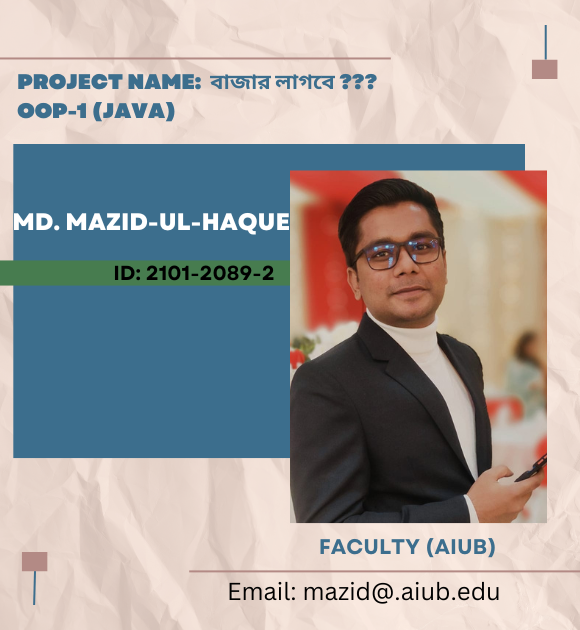 PROJECT NAME: বাজার লাগবে ???
OOP-1 (JAVA)
MD. MAZID-UL-HAQUE
ID: 2101-2089-2
FACULTY (AIUB)
Email: mazid@.aiub.edu